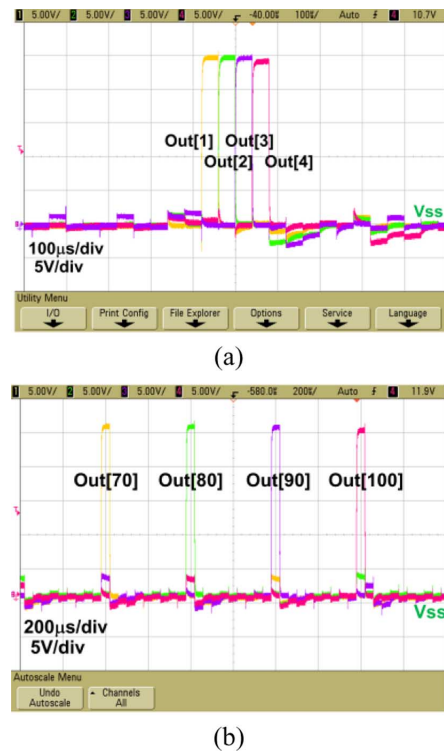 1 5.00V/ 2 5.00V/ 3 5.00V/ 4 5.00V/ -40.00% 100%/ Auto 4 10.7V
Out[1] Out[3]
Out[2] Out[4]
Vss
100μs/div
5V/div
Utility Menu
I/O Print Config File Explorer Options Service Language
(a)
1 5.00V/ 2 5.00V/ 3 5.00V/ 4 5.00V/ -580.0% 200%/ Auto 4 11.9V
Out[70] Out[80] Out[90] Out[100]
Vss
200μs/div
5V/div
Autoscale Menu
Undo Autoscale Channels All
(b)